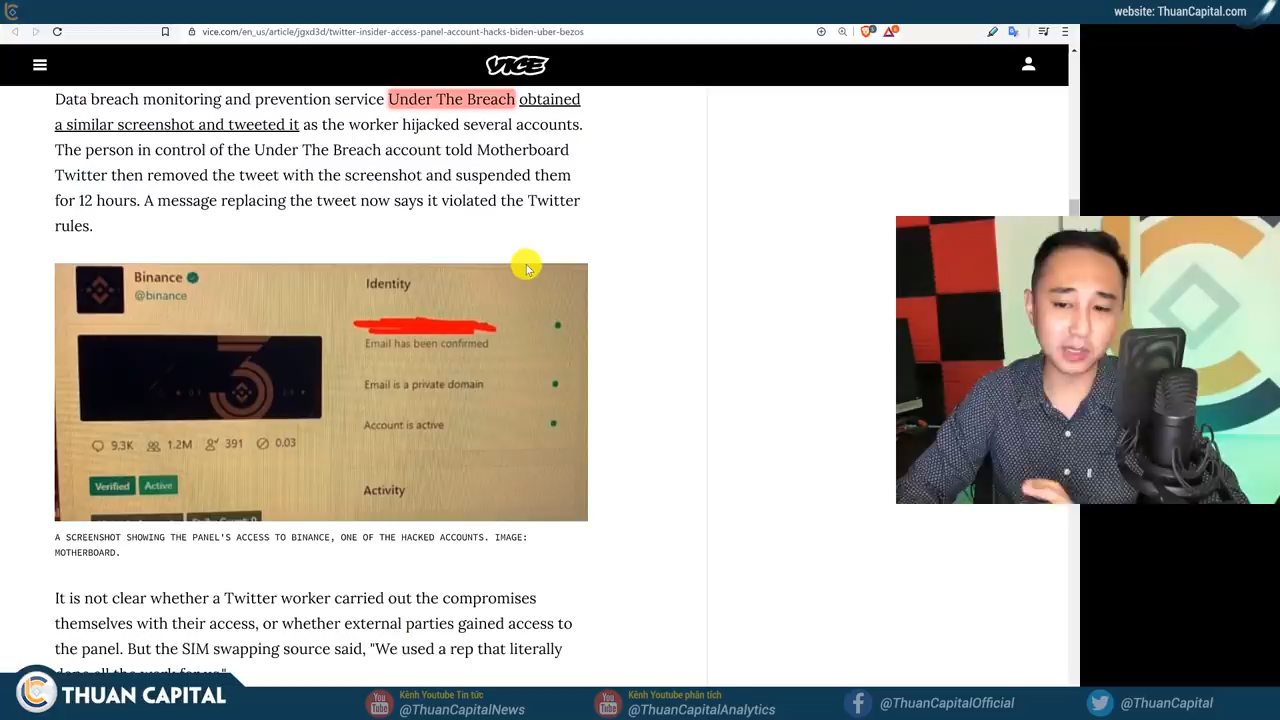 website: ThuanCapital.com
vice.com/en_us/article/jgxd3d/twitter-insider-access-panel-account-hacks-biden-uber-bezos
VICE
Data breach monitoring and prevention service Under The Breach obtained
a similar screenshot and tweeted it as the worker hijacked several accounts.
The person in control of the Under The Breach account told Motherboard
Twitter then removed the tweet with the screenshot and suspended them
for 12 hours. A message replacing the tweet now says it violated the Twitter
rules.
Binance
@binance
Identity
Email has been confirmed
Email is a private domain
Account is active
9.3K 1.2M 391 0.03
Verified Active
Activity
A SCREENSHOT SHOWING THE PANEL'S ACCESS TO BINANCE, ONE OF THE HACKED ACCOUNTS. IMAGE:
MOTHERBOARD.
It is not clear whether a Twitter worker carried out the compromises
themselves with their access, or whether external parties gained access to
the panel. But the SIM swapping source said, "We used a rep that literally
done all the work for us."
THUAN CAPITAL
Kênh Youtube Tin tức
@ThuanCapitalNews
Kênh Youtube phân tích
@ThuanCapitalAnalytics
@ThuanCapitalOfficial
@ThuanCapital